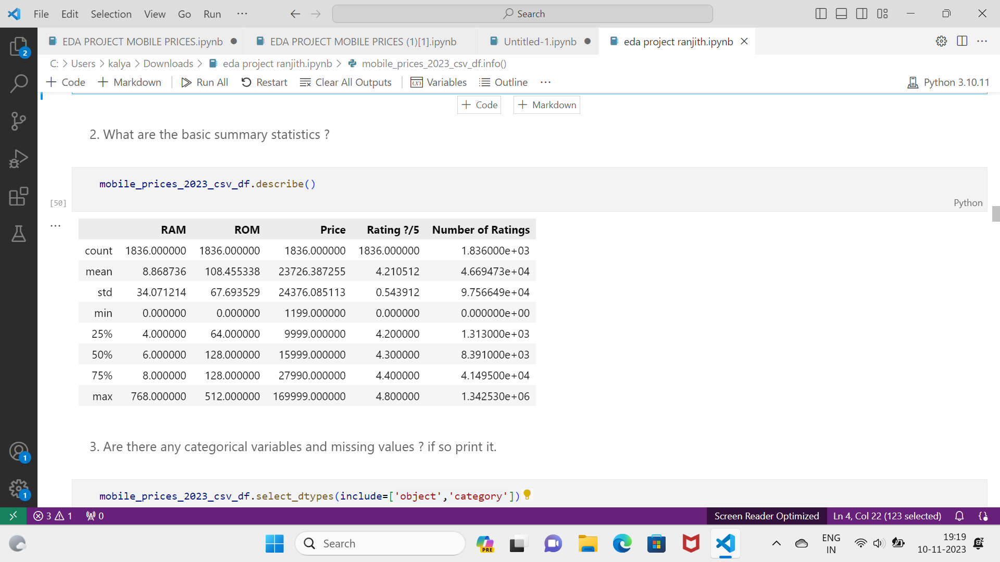 File Edit Selection View Go Run ··· Search
EDA PROJECT MOBILE PRICES.ipynb EDA PROJECT MOBILE PRICES (1)[1].ipynb Untitled-1.ipynb eda project ranjith.ipynb
2
C: > Users > kalya > Downloads > eda project ranjith.ipynb > mobile_prices_2023_csv_df.info()
+ Code + Markdown Run All Restart Clear All Outputs Variables Outline ··· Python 3.10.11
+ Code + Markdown
2. What are the basic summary statistics ?
mobile_prices_2023_csv_df.describe()
[50] Python
···
RAM ROM Price Rating ?/5 Number of Ratings
count 1836.000000 1836.000000 1836.000000 1836.000000 1.836000e+03
mean 8.868736 108.455338 23726.387255 4.210512 4.669473e+04
std 34.071214 67.693529 24376.085113 0.543912 9.756649e+04
min 0.000000 0.000000 1199.000000 0.000000 0.000000e+00
25% 4.000000 64.000000 9999.000000 4.200000 1.313000e+03
50% 6.000000 128.000000 15999.000000 4.300000 8.391000e+03
75% 8.000000 128.000000 27990.000000 4.400000 4.149500e+04
max 768.000000 512.000000 169999.000000 4.800000 1.342530e+06
3. Are there any categorical variables and missing values ? if so print it.
1
1
mobile_prices_2023_csv_df.select_dtypes(include=['object','category'])
3 1 0 Screen Reader Optimized Ln 4, Col 22 (123 selected)
Search PRE ENG 19:19
IN 10-11-2023